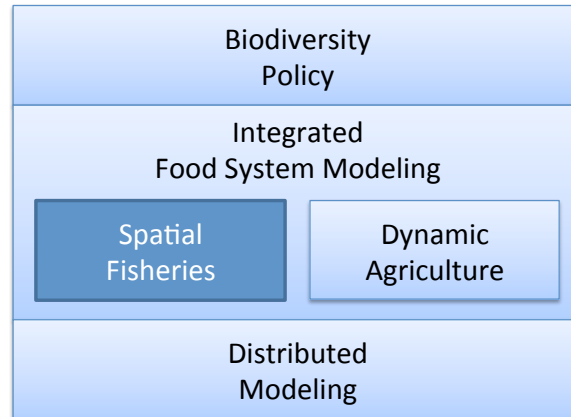 Biodiversity
Policy
Integrated
Food System Modeling
Spatial
Fisheries
Dynamic
Agriculture
Distributed
Modeling